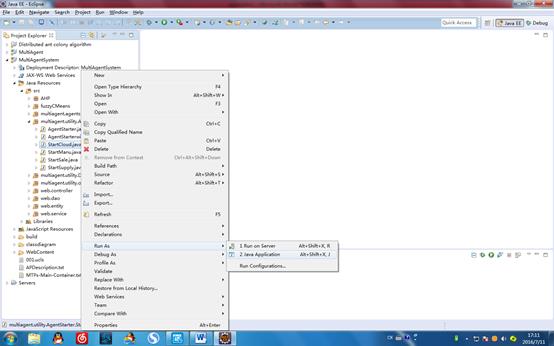 Java EE - Eclipse
File Edit Navigate Search Project Run Window Help
Quick Access
Java EE
Debug
Project Explorer
Distributed ant colony algorithm
MultiAgent
MultiAgentSystem
Deployment Descriptor: MultiAgentSystem
JAX-WS Web Services
Java Resources
src
AHP
fuzzyCMeans
multiagent.agents
multiagent.utility.A
AgentStarter.java
AgentStarterwi
StartCloud.java
StartManu.java
StartSale.java
StartSupply.java
multiagent.utility.D
web.controller
web.dao
web.entity
web.service
Libraries
JavaScript Resources
build
classdiagram
WebContent
001.ucls
APDescription.txt
MTPs-Main-Container.txt
Servers
New
Open Type Hierarchy F4
Show In Alt+Shift+W
Open F3
Open With
Copy Ctrl+C
Copy Qualified Name
Paste Ctrl+V
Delete Delete
Remove from Context Ctrl+Alt+Shift+Down
Build Path
Source Alt+Shift+S
Refactor Alt+Shift+T
Import...
Export...
Refresh F5
References
Declarations
Run As
Debug As
Profile As
Validate
Replace With
Restore from Local History...
Web Services
Team
Compare With
Properties Alt+Enter
1 Run on Server Alt+Shift+X, R
2 Java Application Alt+Shift+X, J
Run Configurations...
multiagent.utility.AgentStarter.Sta
CH
17:11
2016/7/11